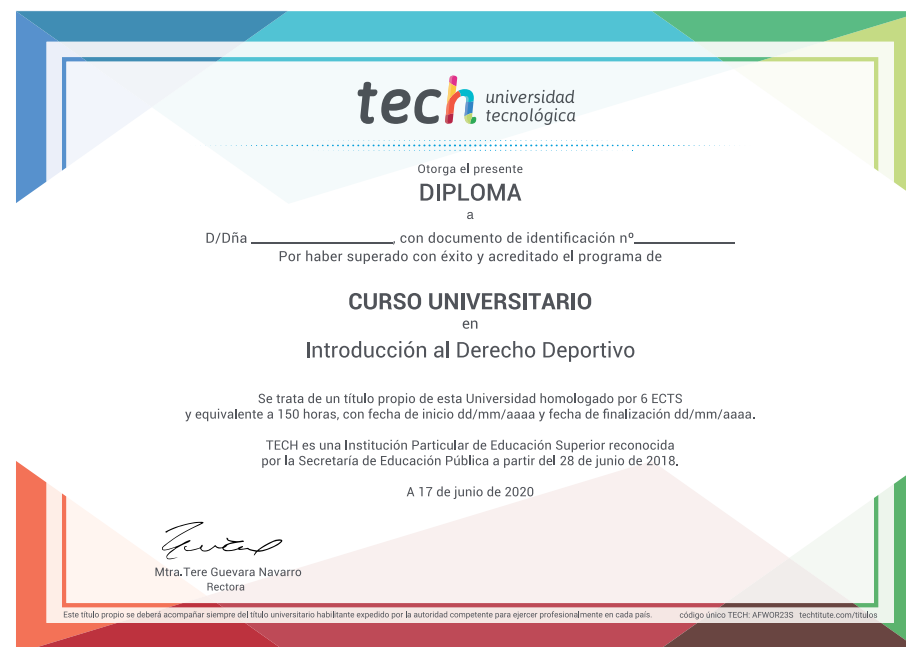 tech universidad
tecnológica
Otorga el presente
DIPLOMA
a
D/Dña ____________________, con documento de identificación nº______________
Por haber superado con éxito y acreditado el programa de
CURSO UNIVERSITARIO
en
Introducción al Derecho Deportivo
Se trata de un título propio de esta Universidad homologado por 6 ECTS
y equivalente a 150 horas, con fecha de inicio dd/mm/aaaa y fecha de finalización dd/mm/aaaa.
TECH es una Institución Particular de Educación Superior reconocida
por la Secretaría de Educación Pública a partir del 28 de junio de 2018.
A 17 de junio de 2020
Mtra.Tere Guevara Navarro
Rectora
Este título propio se deberá acompañar siempre del título universitario habilitante expedido por la autoridad competente para ejercer profesionalmente en cada país. código único TECH: AFWOR23S techtitute.com/titulos